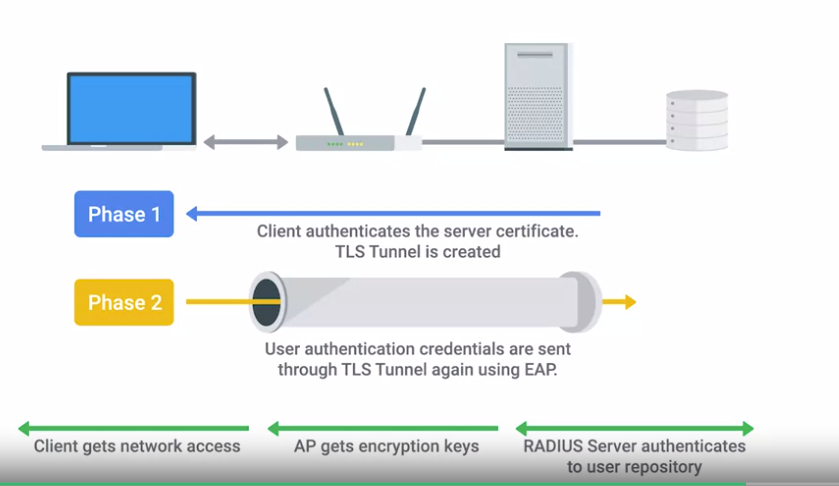 Phase 1
Client authenticates the server certificate.
TLS Tunnel is created
Phase 2
User authentication credentials are sent
through TLS Tunnel again using EAP.
Client gets network access
AP gets encryption keys
RADIUS Server authenticates
to user repository